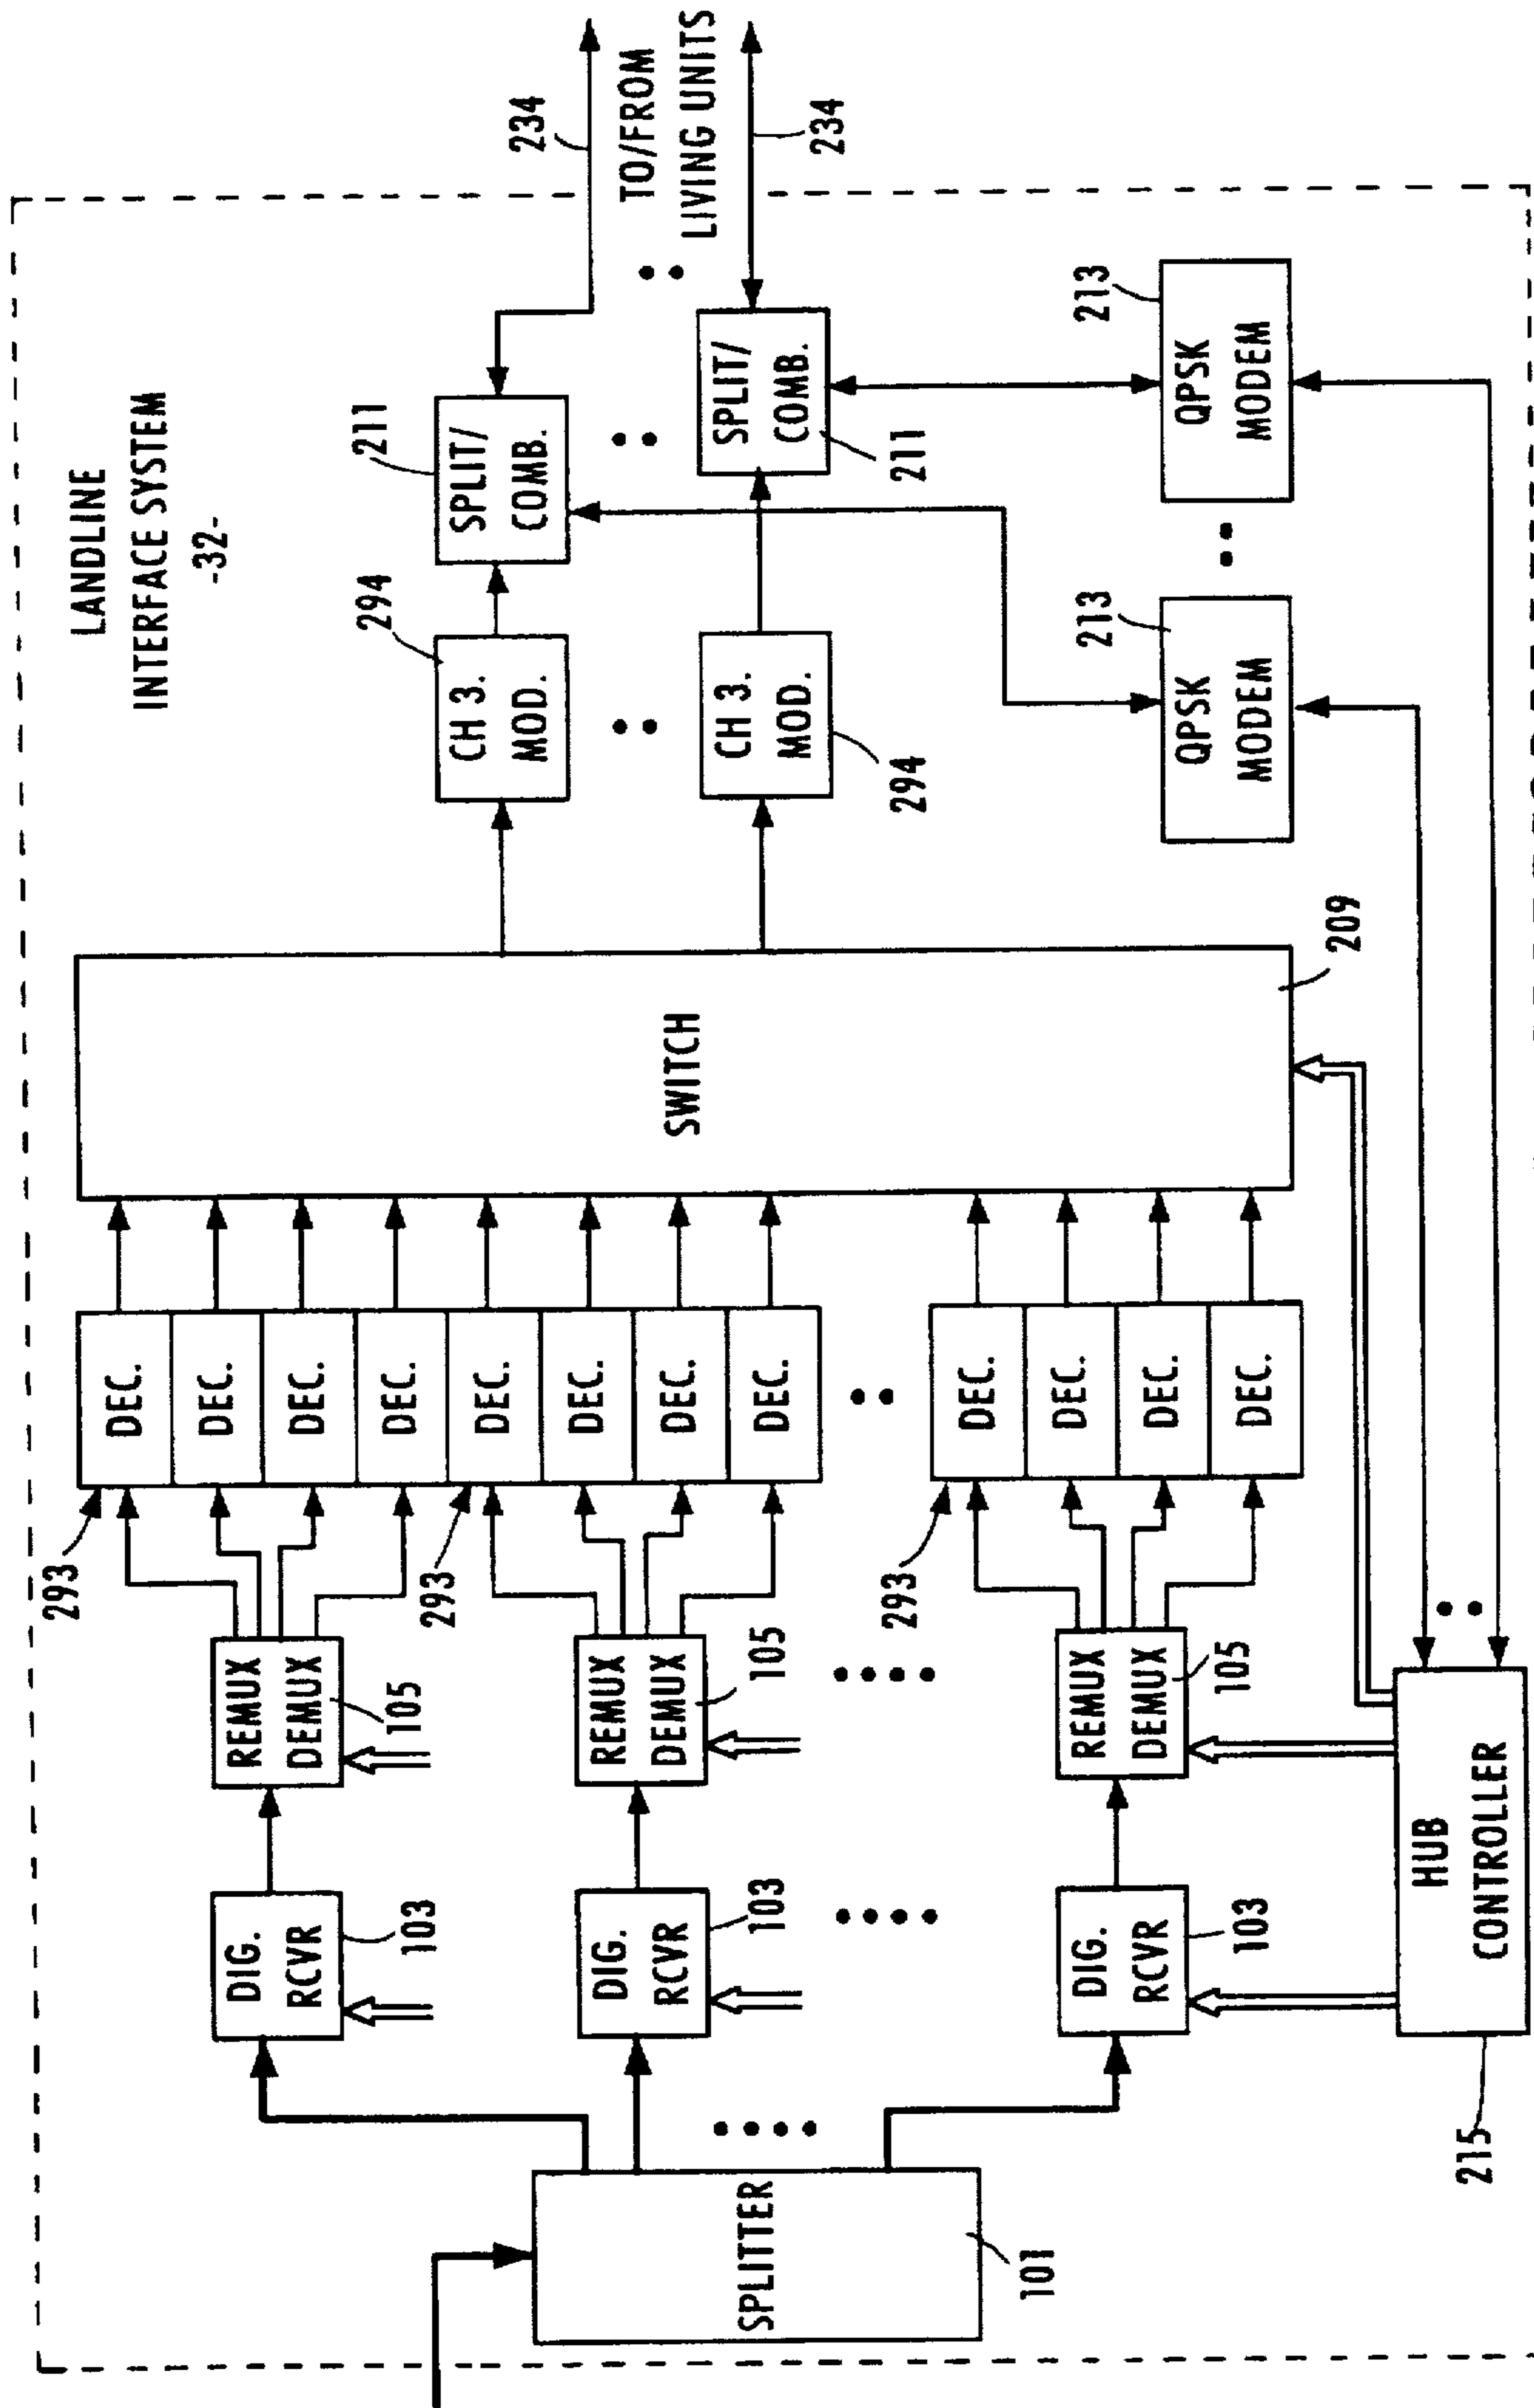 LANDLINE
INTERFACE SYSTEM
-32-
234
TO/FROM
LIVING UNITS
234
211
SPLIT/
COMB.
SPLIT/
COMB.
211
294
CH 3.
MOD.
CH 3.
MOD.
294
213
QPSK
MODEM
213
QPSK
MODEM
SWITCH
209
293
DEC.
DEC.
DEC.
DEC.
293
DEC.
DEC.
DEC.
DEC.
293
DEC.
DEC.
DEC.
DEC.
REMUX
DEMUX
105
REMUX
DEMUX
105
REMUX
DEMUX
105
DIG.
RCVR
103
DIG.
RCVR
103
DIG.
RCVR
103
SPLITTER
101
HUB
CONTROLLER
215